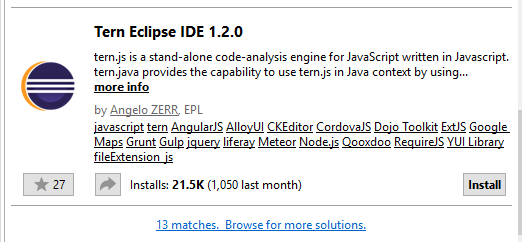 Tern Eclipse IDE 1.2.0
tern.js is a stand-alone code-analysis engine for JavaScript written in Javascript.
tern.java provides the capability to use tern.js in Java context by using...
more info
by Angelo ZERR, EPL
javascript tern AngularJS AlloyUI CKEditor CordovaJS Dojo Toolkit ExtJS Google
Maps Grunt Gulp jquery liferay Meteor Node.js Qooxdoo RequireJS YUI Library
fileExtension_js
27 Installs: 21.5K (1,050 last month) Install
13 matches. Browse for more solutions.